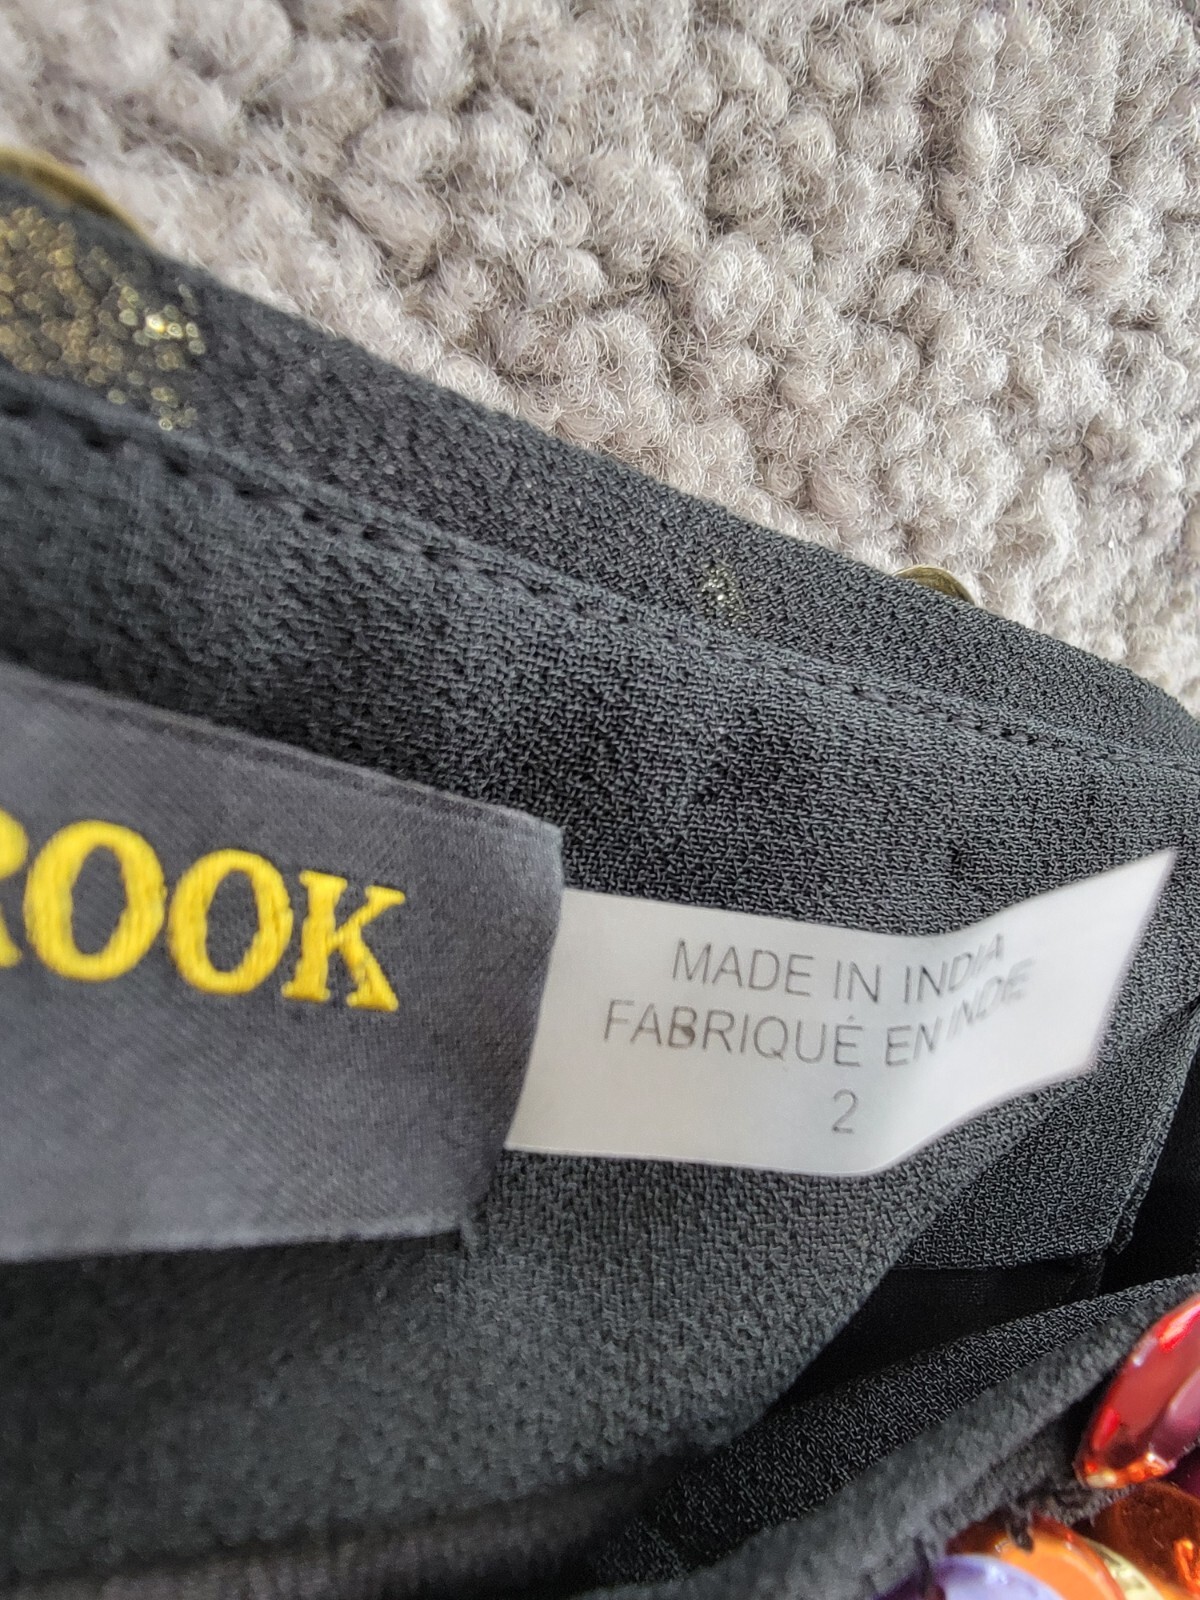 ROOK
MADE IN INDIA
FABRIQUÉ EN INDE
2